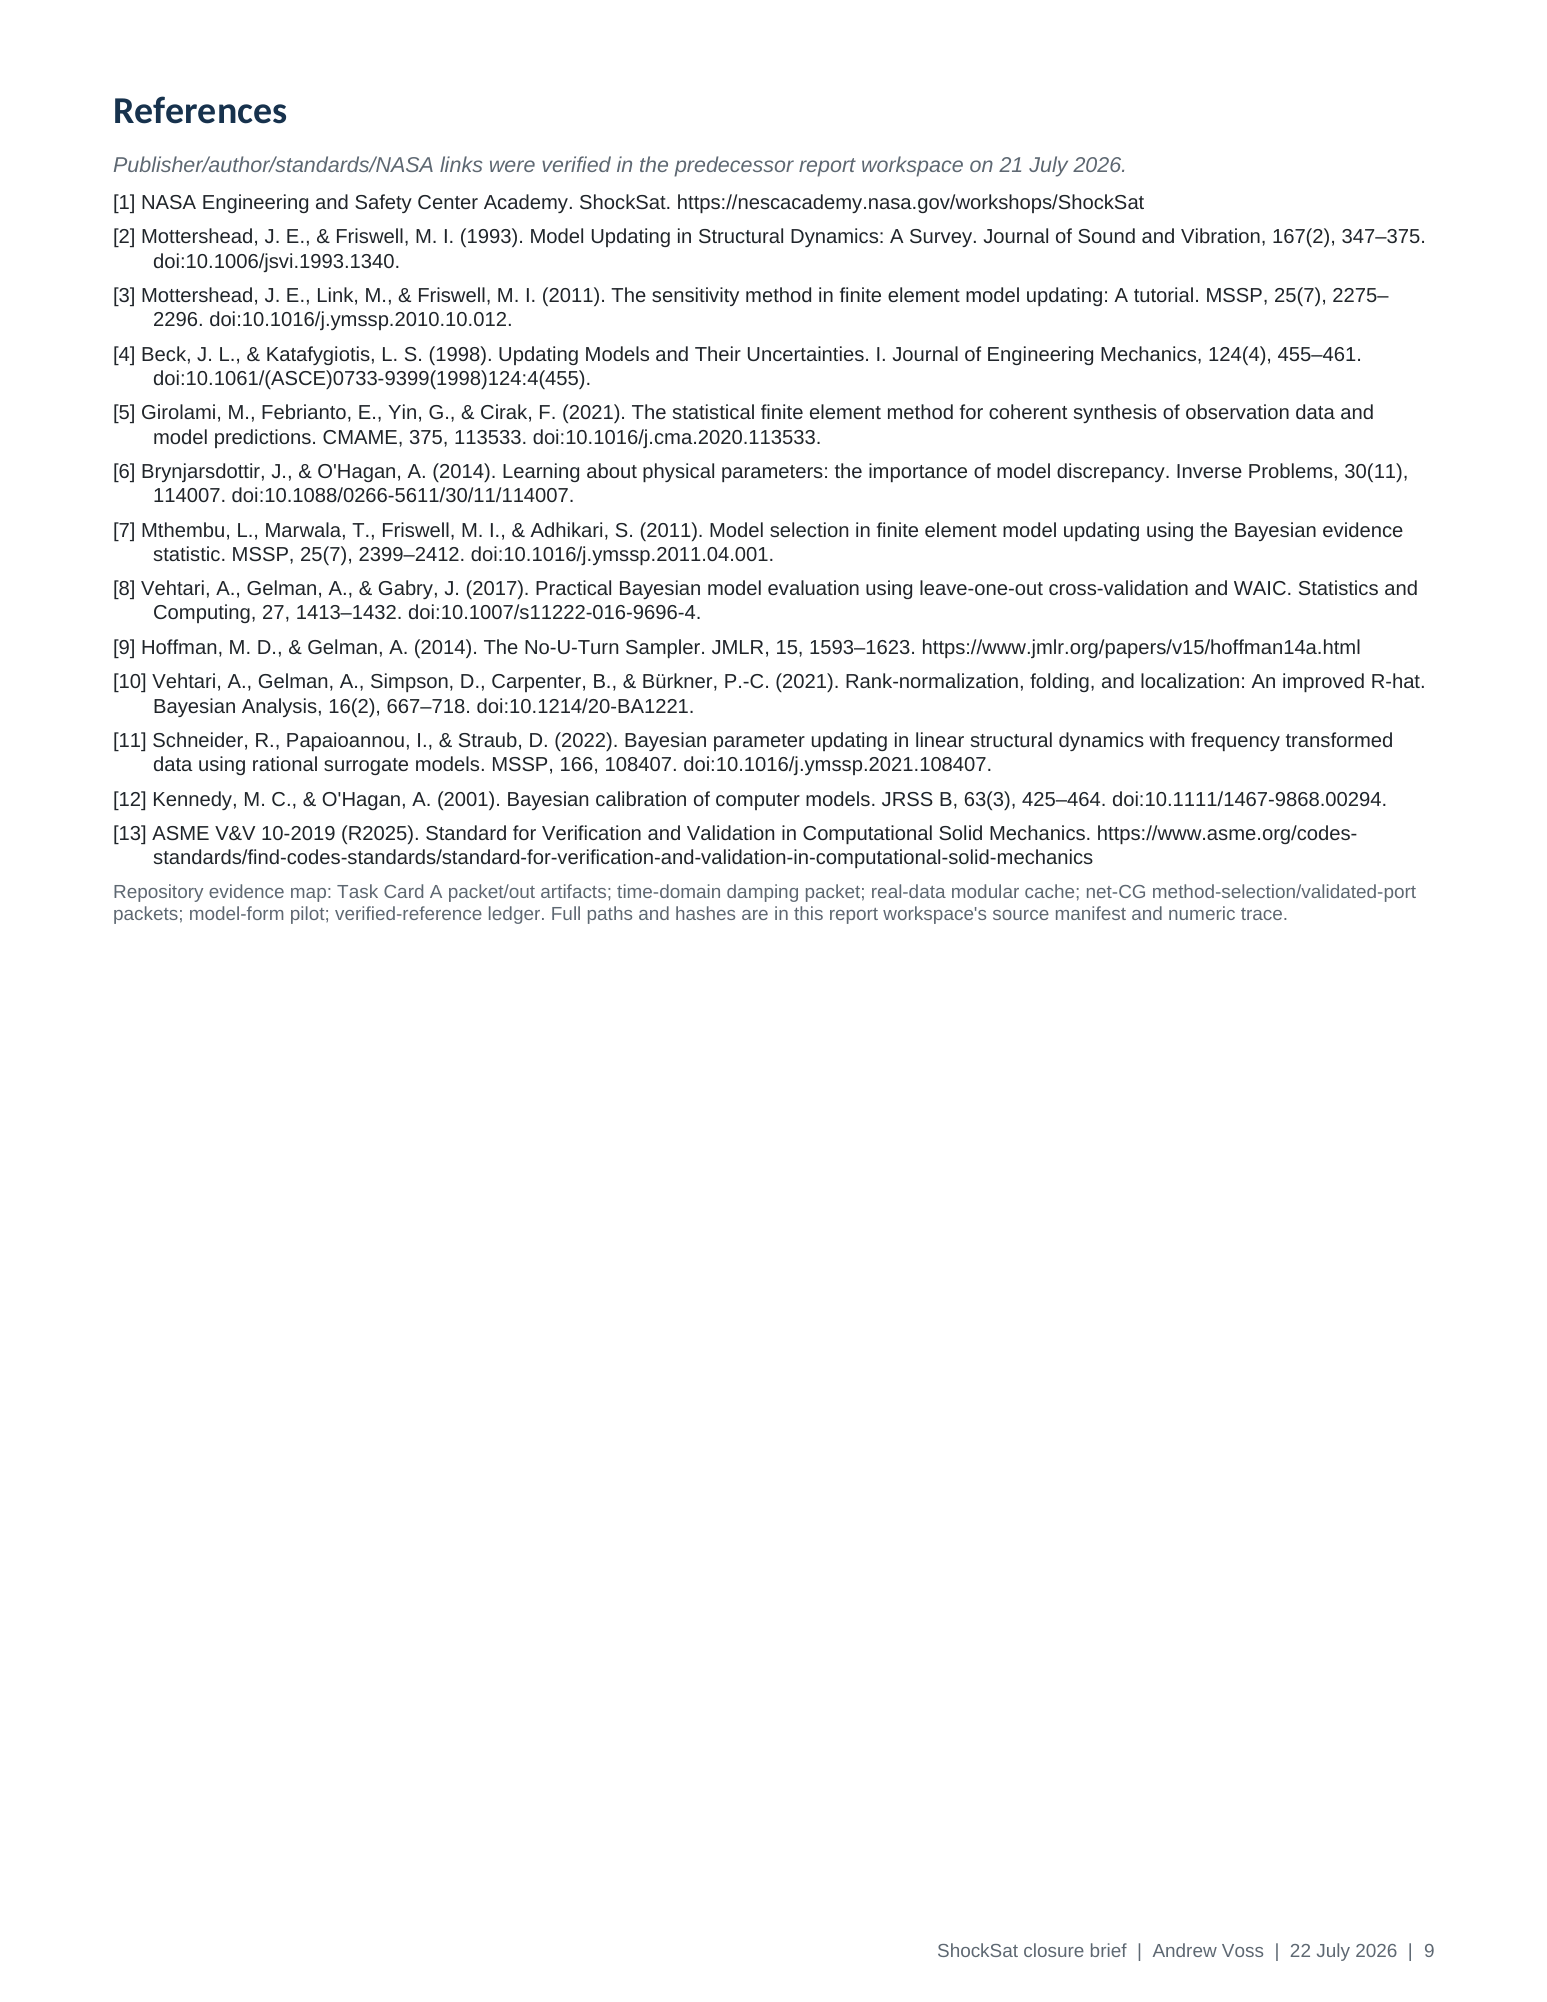 References
Publisher/author/standards/NASA links were verified in the predecessor report workspace on 21 July 2026.
[1] NASA Engineering and Safety Center Academy. ShockSat. https://nescacademy.nasa.gov/workshops/ShockSat
[2] Mottershead, J. E., & Friswell, M. I. (1993). Model Updating in Structural Dynamics: A Survey. Journal of Sound and Vibration, 167(2), 347–375.
doi:10.1006/jsvi.1993.1340.
[3] Mottershead, J. E., Link, M., & Friswell, M. I. (2011). The sensitivity method in finite element model updating: A tutorial. MSSP, 25(7), 2275–
2296. doi:10.1016/j.ymssp.2010.10.012.
[4] Beck, J. L., & Katafygiotis, L. S. (1998). Updating Models and Their Uncertainties. I. Journal of Engineering Mechanics, 124(4), 455–461.
doi:10.1061/(ASCE)0733-9399(1998)124:4(455).
[5] Girolami, M., Febrianto, E., Yin, G., & Cirak, F. (2021). The statistical finite element method for coherent synthesis of observation data and
model predictions. CMAME, 375, 113533. doi:10.1016/j.cma.2020.113533.
[6] Brynjarsdottir, J., & O'Hagan, A. (2014). Learning about physical parameters: the importance of model discrepancy. Inverse Problems, 30(11),
114007. doi:10.1088/0266-5611/30/11/114007.
[7] Mthembu, L., Marwala, T., Friswell, M. I., & Adhikari, S. (2011). Model selection in finite element model updating using the Bayesian evidence
statistic. MSSP, 25(7), 2399–2412. doi:10.1016/j.ymssp.2011.04.001.
[8] Vehtari, A., Gelman, A., & Gabry, J. (2017). Practical Bayesian model evaluation using leave-one-out cross-validation and WAIC. Statistics and
Computing, 27, 1413–1432. doi:10.1007/s11222-016-9696-4.
[9] Hoffman, M. D., & Gelman, A. (2014). The No-U-Turn Sampler. JMLR, 15, 1593–1623. https://www.jmlr.org/papers/v15/hoffman14a.html
[10] Vehtari, A., Gelman, A., Simpson, D., Carpenter, B., & Bürkner, P.-C. (2021). Rank-normalization, folding, and localization: An improved R-hat.
Bayesian Analysis, 16(2), 667–718. doi:10.1214/20-BA1221.
[11] Schneider, R., Papaioannou, I., & Straub, D. (2022). Bayesian parameter updating in linear structural dynamics with frequency transformed
data using rational surrogate models. MSSP, 166, 108407. doi:10.1016/j.ymssp.2021.108407.
[12] Kennedy, M. C., & O'Hagan, A. (2001). Bayesian calibration of computer models. JRSS B, 63(3), 425–464. doi:10.1111/1467-9868.00294.
[13] ASME V&V 10-2019 (R2025). Standard for Verification and Validation in Computational Solid Mechanics. https://www.asme.org/codes-
standards/find-codes-standards/standard-for-verification-and-validation-in-computational-solid-mechanics
Repository evidence map: Task Card A packet/out artifacts; time-domain damping packet; real-data modular cache; net-CG method-selection/validated-port
packets; model-form pilot; verified-reference ledger. Full paths and hashes are in this report workspace's source manifest and numeric trace.
ShockSat closure brief | Andrew Voss | 22 July 2026 | 9